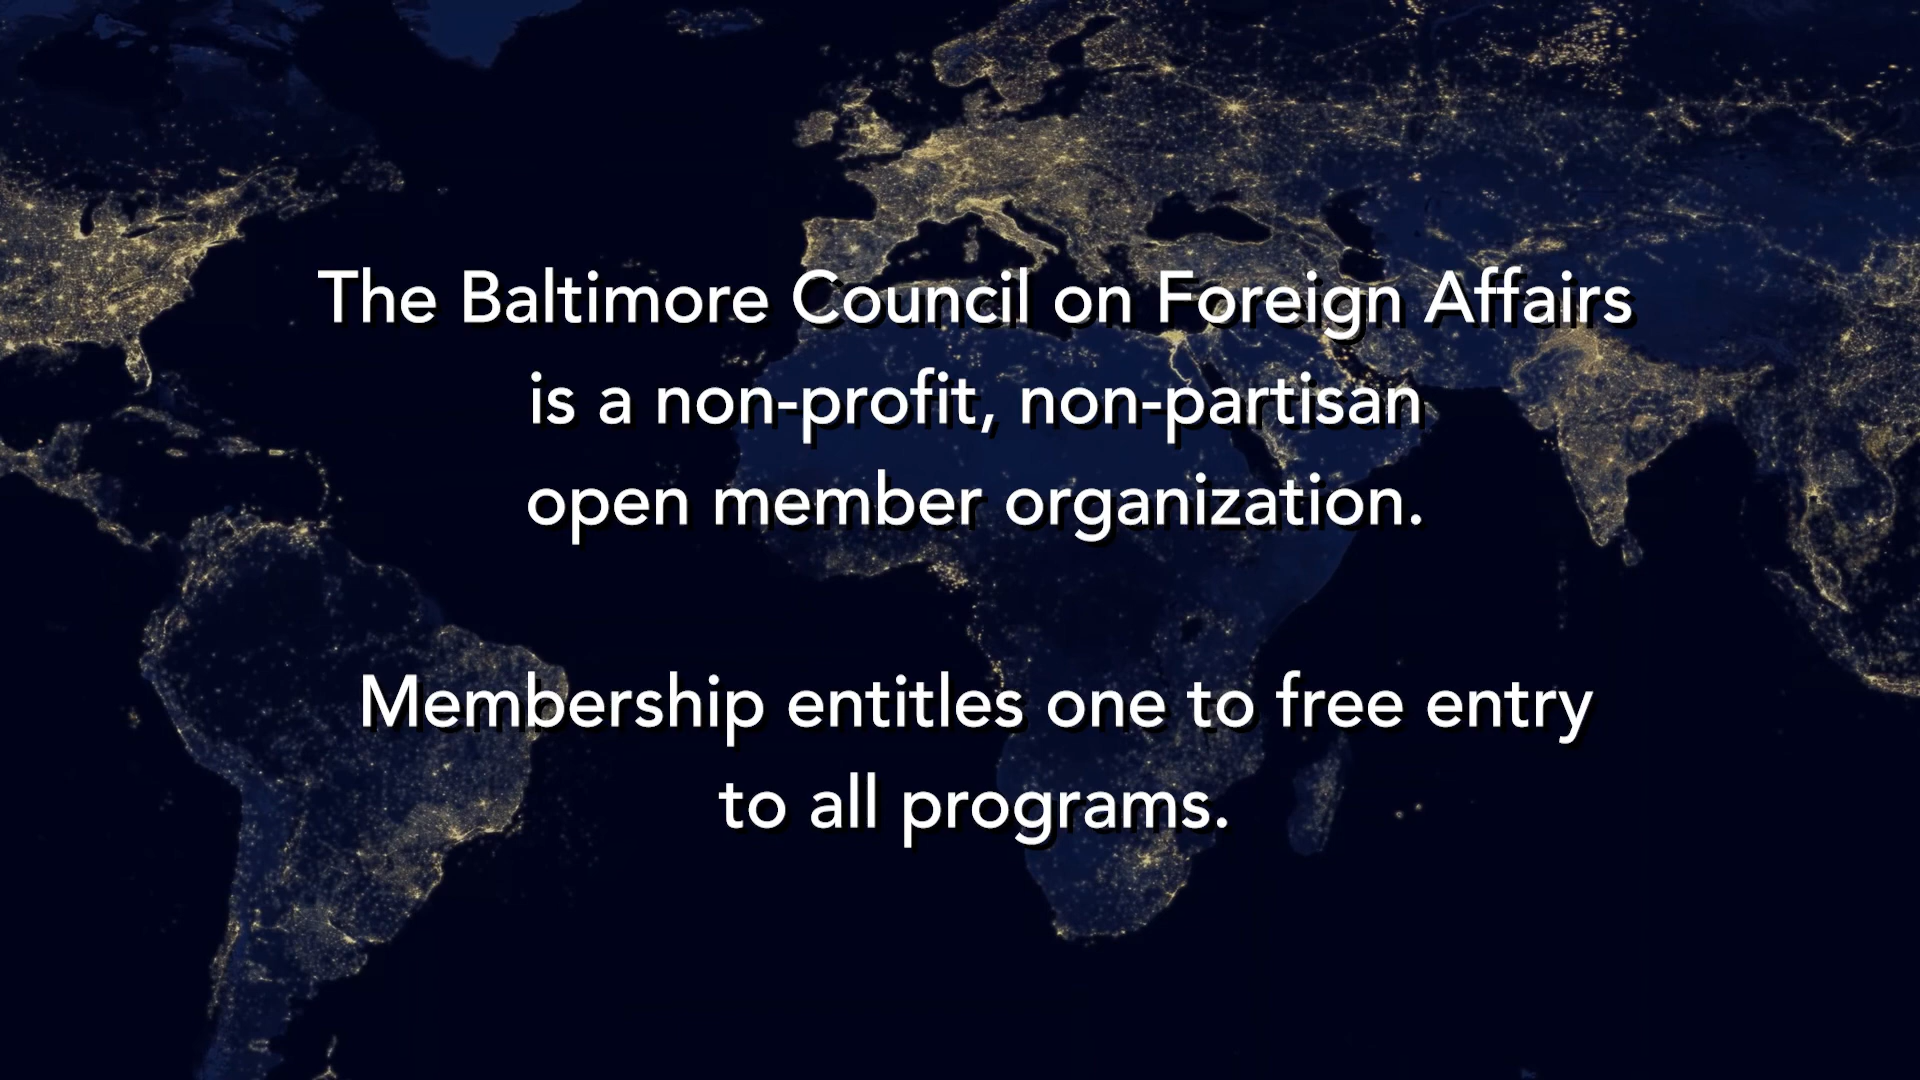 The Baltimore Council on Foreign Affairs
is a non-profit, non-partisan
open member organization.
Membership entitles one to free entry
to all programs.